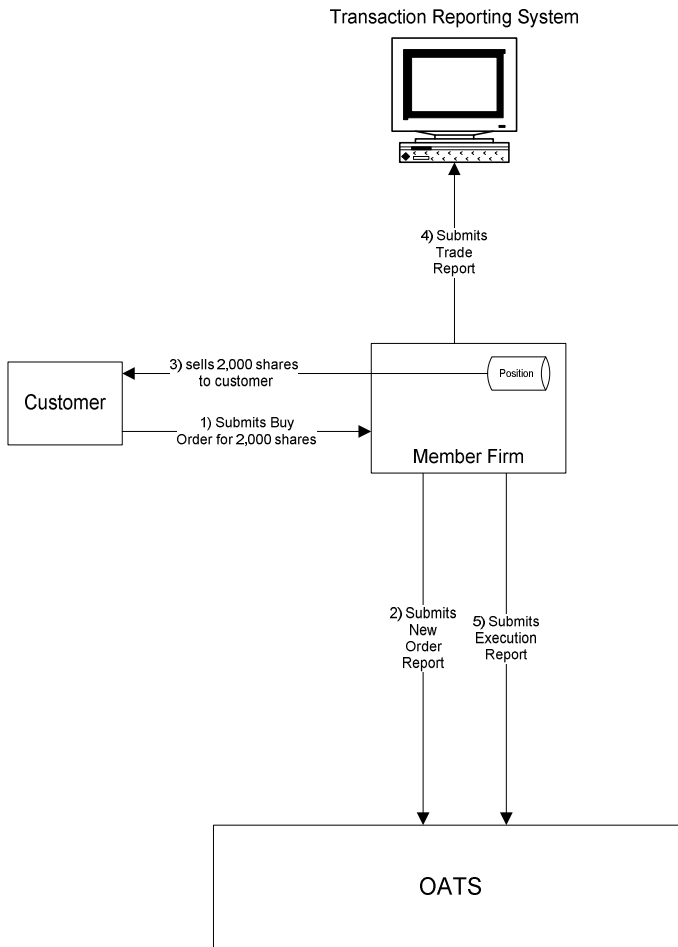 Transaction Reporting System
4) Submits
Trade
Report
3) sells 2,000 shares
to customer
Position
Customer
1) Submits Buy
Order for 2,000 shares
Member Firm
2) Submits
New
Order
Report
5) Submits
Execution
Report
OATS